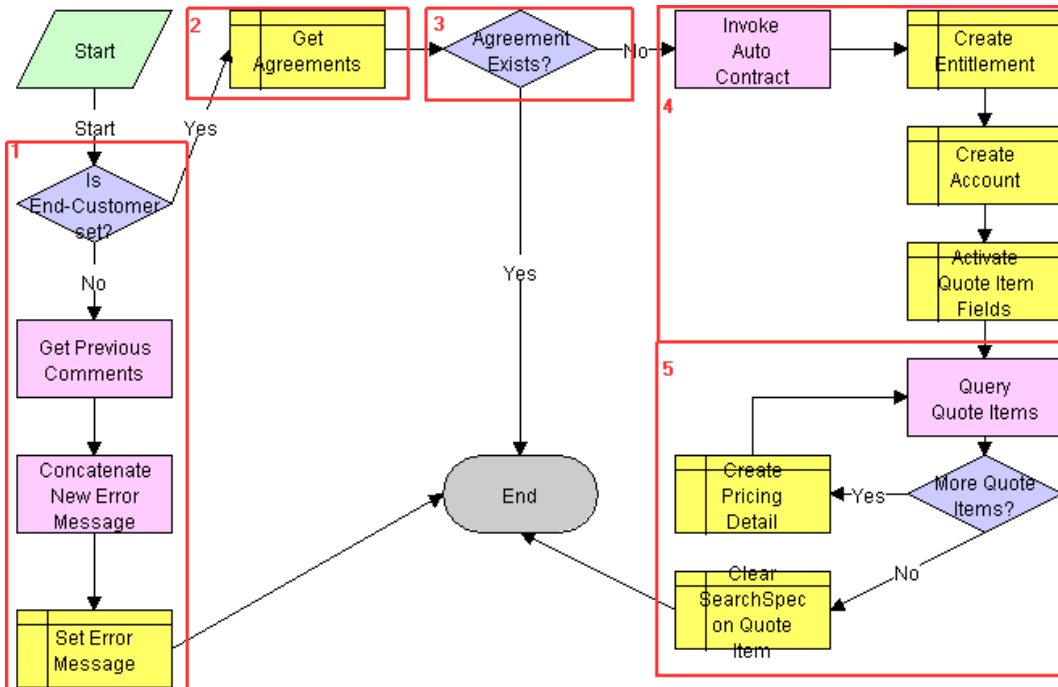 Start
Start
1
Is
End-Customer
set?
No
Get Previous
Comments
Concatenate
New Error
Message
Set Error
Message
Yes
2
Get
Agreements
3
Agreement
Exists?
No
Yes
End
4
Invoke
Auto
Contract
Create
Entitlement
Create
Account
Activate
Quote Item
Fields
5
Query
Quote Items
More Quote
Items?
Yes
Create
Pricing
Detail
No
Clear
SearchSpec
on Quote
Item